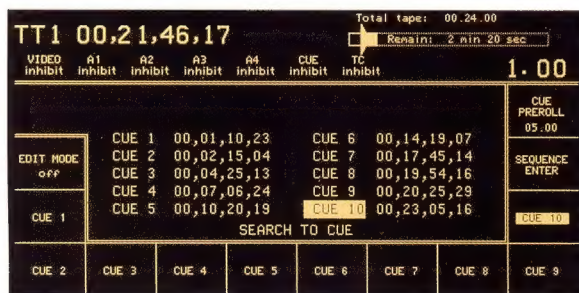 Total tape: 00.24.00
TT1 00,21,46,17
Remain: 2 min 20 sec
VIDEO A1 A2 A3 A4 CUE TC
inhibit inhibit inhibit inhibit inhibit inhibit inhibit
1.00
CUE PREROLL 05.00
CUE 1 00,01,10,23 CUE 6 00,14,19,07
CUE 2 00,02,15,04 CUE 7 00,17,45,14
CUE 3 00,04,25,13 CUE 8 00,19,54,16
CUE 4 00,07,06,24 CUE 9 00,20,25,29
CUE 5 00,10,20,19 CUE 10 00,23,05,16
SEARCH TO CUE
EDIT MODE
off
SEQUENCE
ENTER
CUE 1
CUE 10
CUE 2 CUE 3 CUE 4 CUE 5 CUE 6 CUE 7 CUE 8 CUE 9